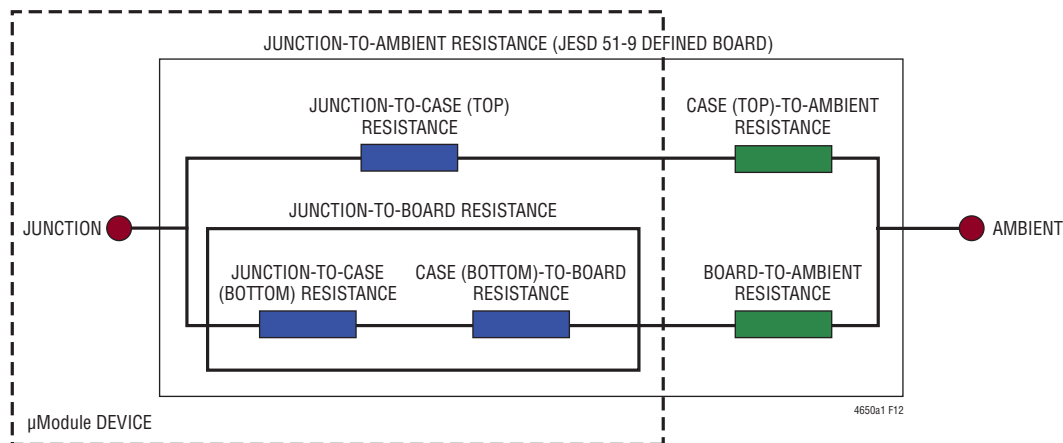 JUNCTION-TO-AMBIENT RESISTANCE (JESD 51-9 DEFINED BOARD)
JUNCTION-TO-CASE (TOP)
RESISTANCE
CASE (TOP)-TO-AMBIENT
RESISTANCE
JUNCTION
JUNCTION-TO-BOARD RESISTANCE
AMBIENT
JUNCTION-TO-CASE
(BOTTOM) RESISTANCE
CASE (BOTTOM)-TO-BOARD
RESISTANCE
BOARD-TO-AMBIENT
RESISTANCE
4650a1 F12
µModule DEVICE